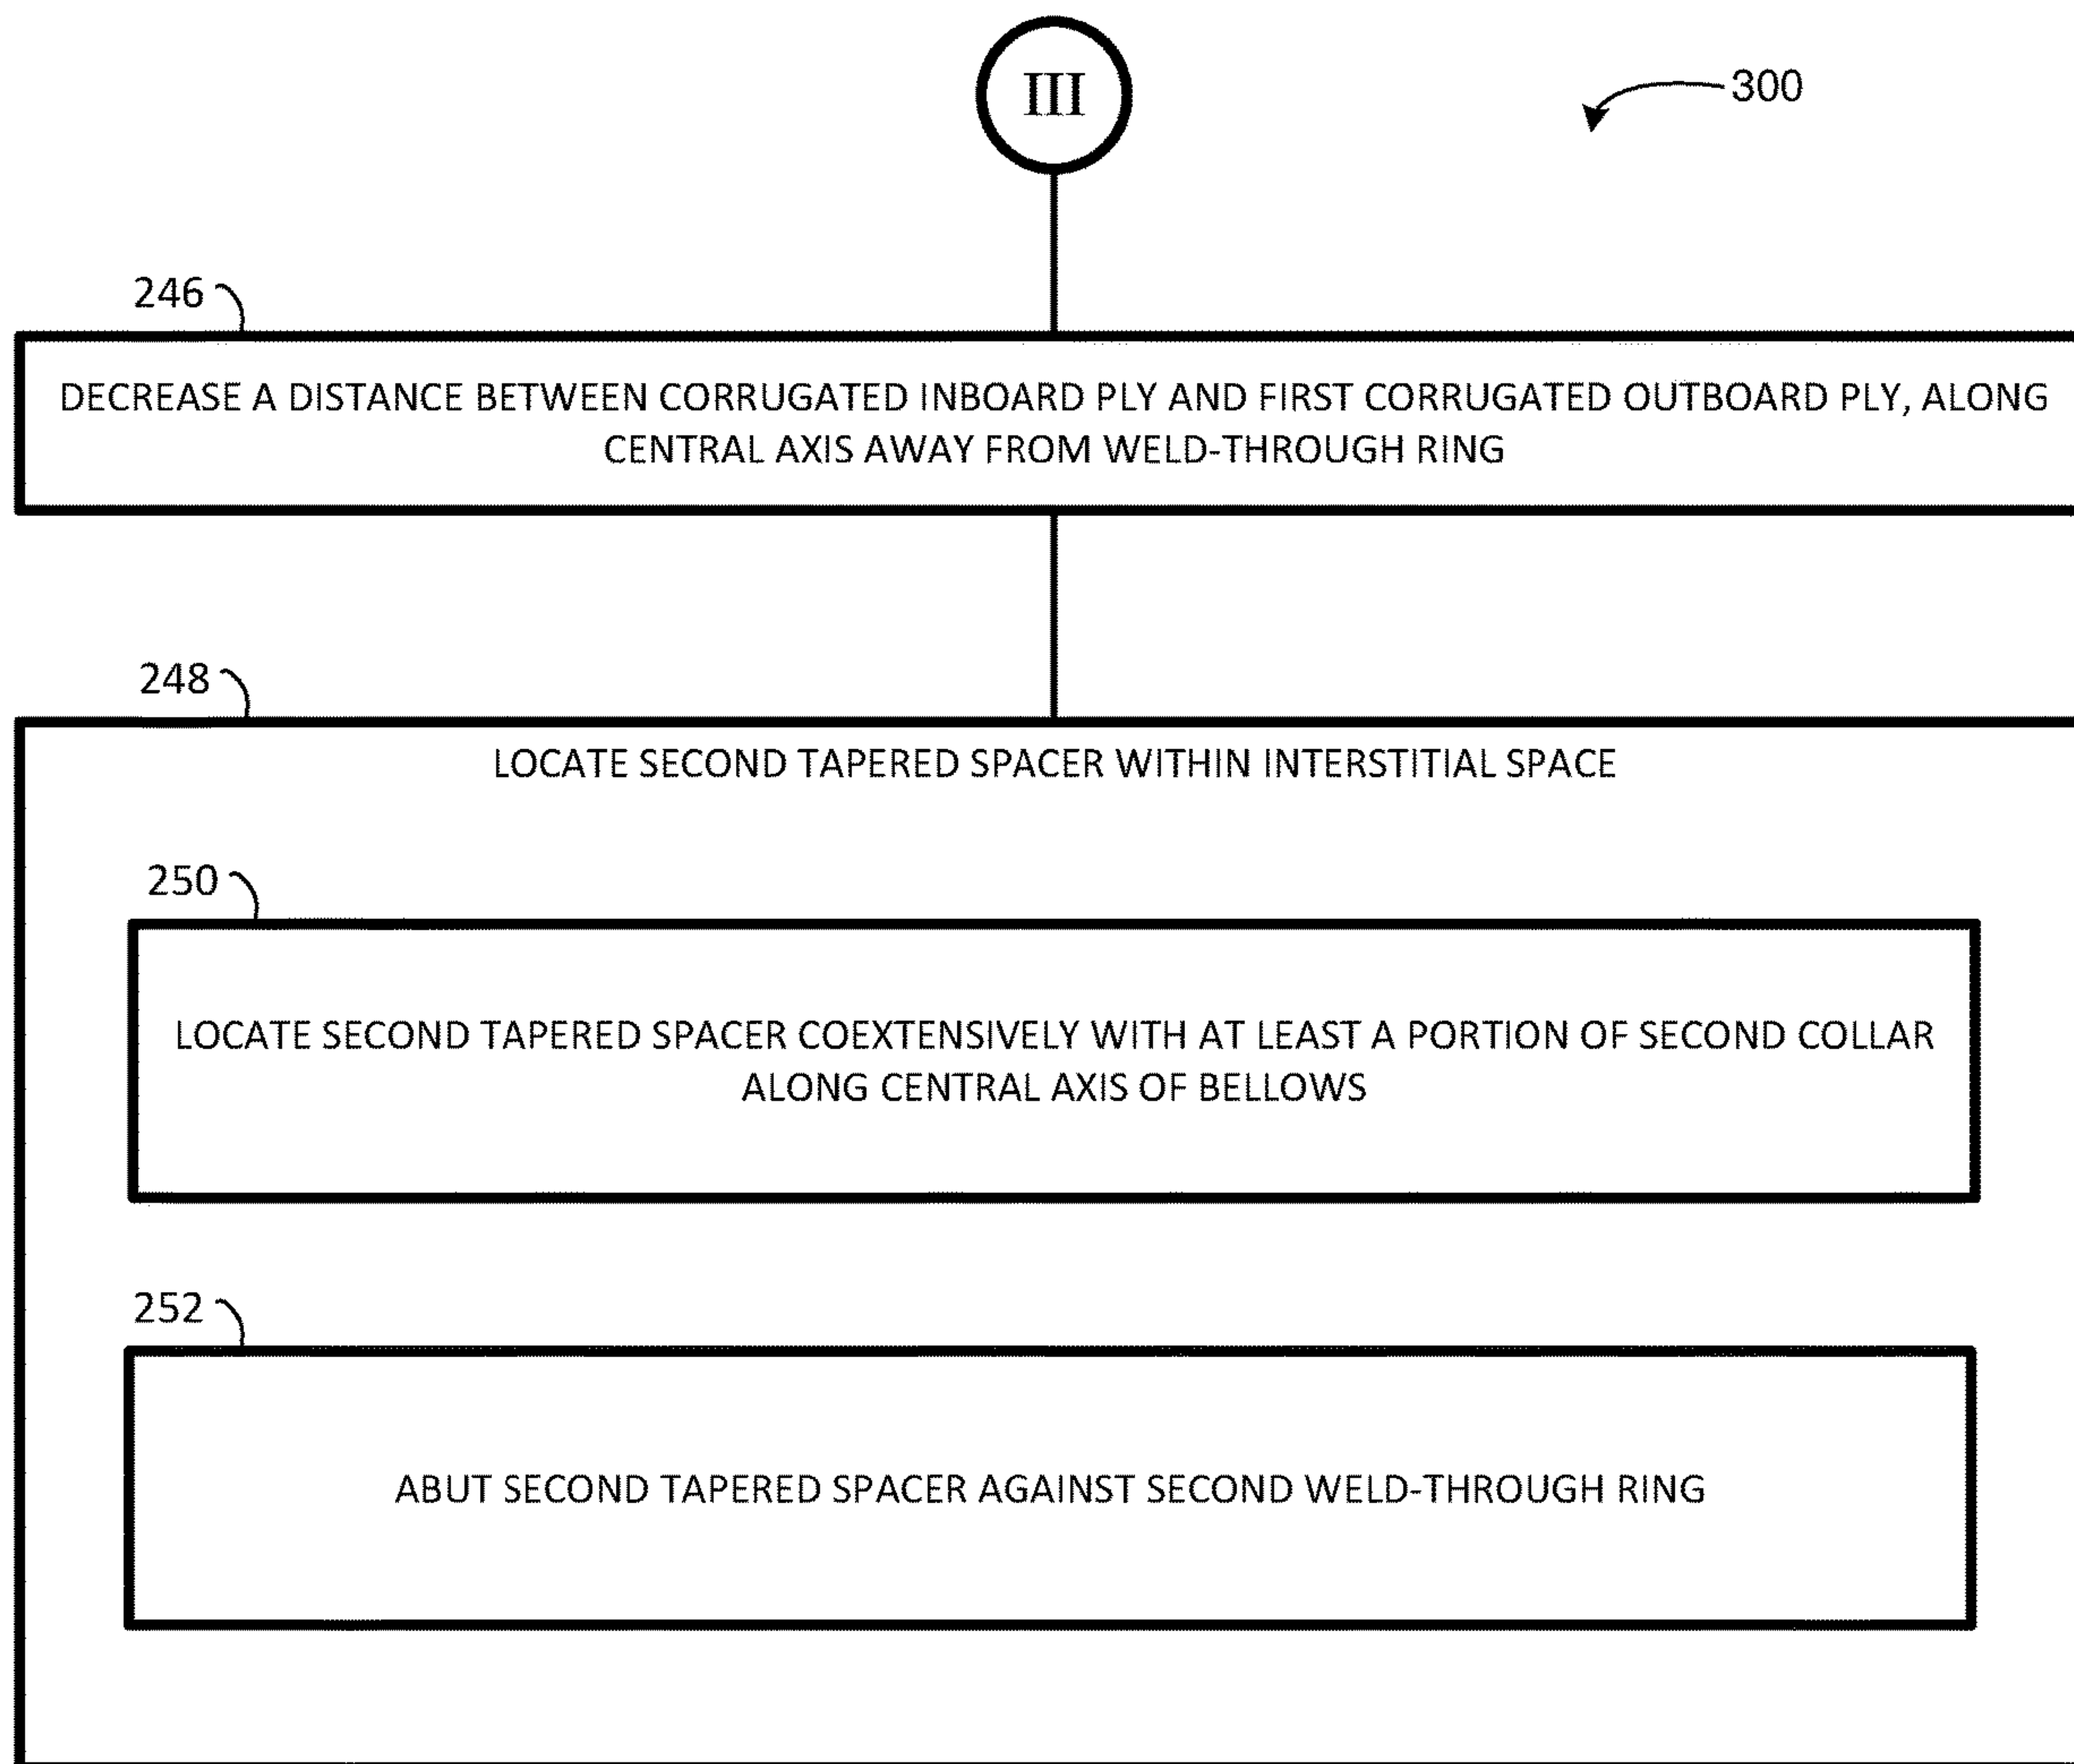 III
300
246
DECREASE A DISTANCE BETWEEN CORRUGATED INBOARD PLY AND FIRST CORRUGATED OUTBOARD PLY, ALONG
CENTRAL AXIS AWAY FROM WELD-THROUGH RING
248
LOCATE SECOND TAPERED SPACER WITHIN INTERSTITIAL SPACE
250
LOCATE SECOND TAPERED SPACER COEXTENSIVELY WITH AT LEAST A PORTION OF SECOND COLLAR
ALONG CENTRAL AXIS OF BELLOWS
252
ABUT SECOND TAPERED SPACER AGAINST SECOND WELD-THROUGH RING